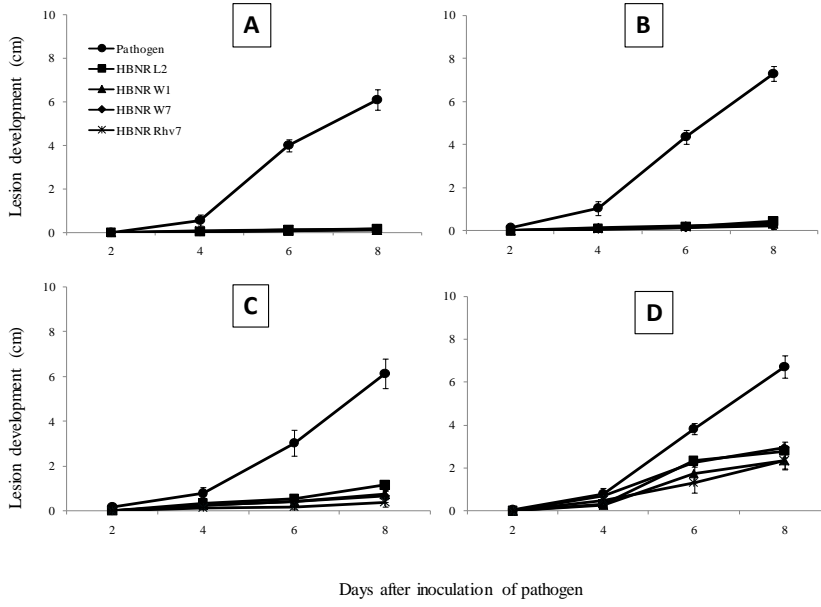 A
Lesion development (cm)
10
8
6
4
2
0
2 4 6 8
Pathogen
HBNR L2
HBNR W1
HBNR W7
HBNR Rhv7
B
10
8
6
4
2
0
2 4 6 8
C
Lesion development (cm)
10
8
6
4
2
0
2 4 6 8
D
10
8
6
4
2
0
2 4 6 8
Days after inoculation of pathogen